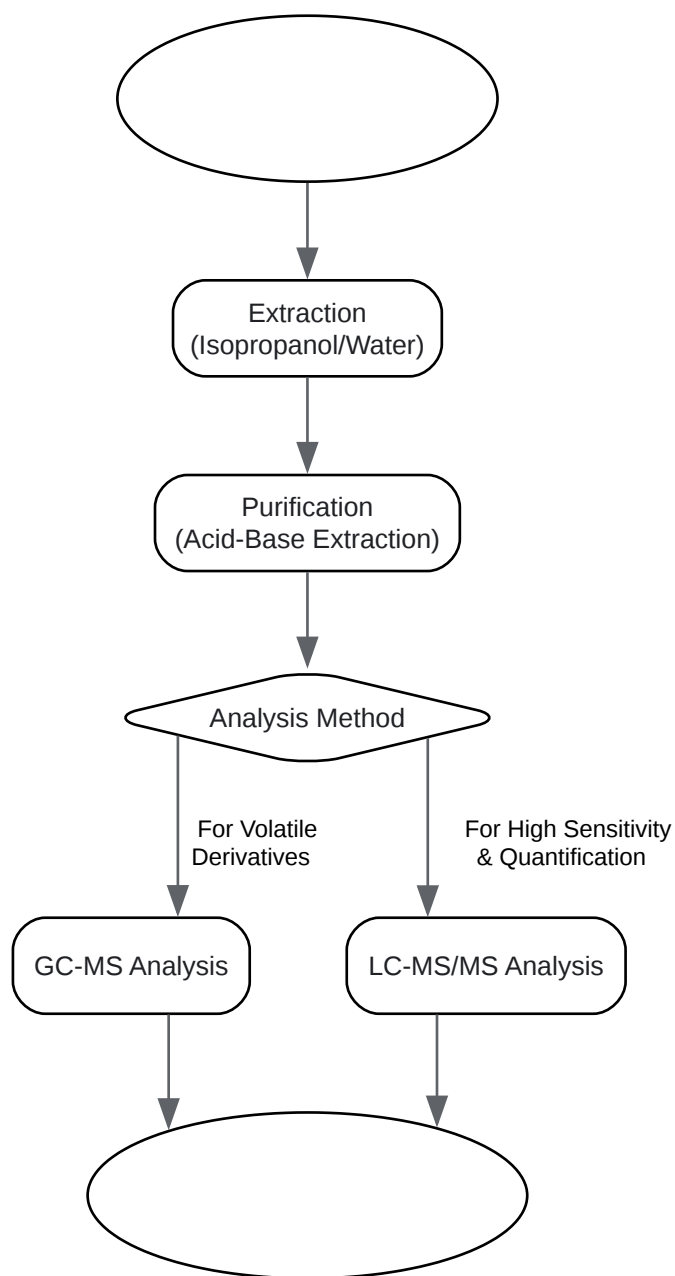 Extraction
(Isopropanol/Water)
Purification
(Acid-Base Extraction)
Analysis Method
For Volatile
Derivatives
For High Sensitivity
& Quantification
GC-MS Analysis
LC-MS/MS Analysis